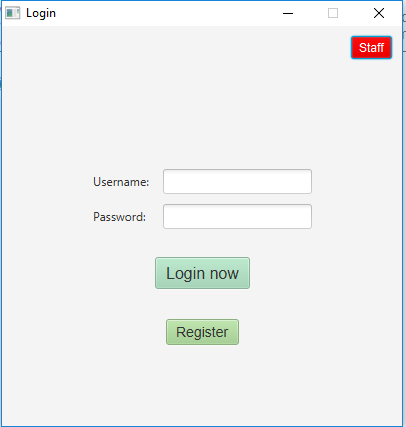 Login
Staff
Username:
Password:
Login now
Register